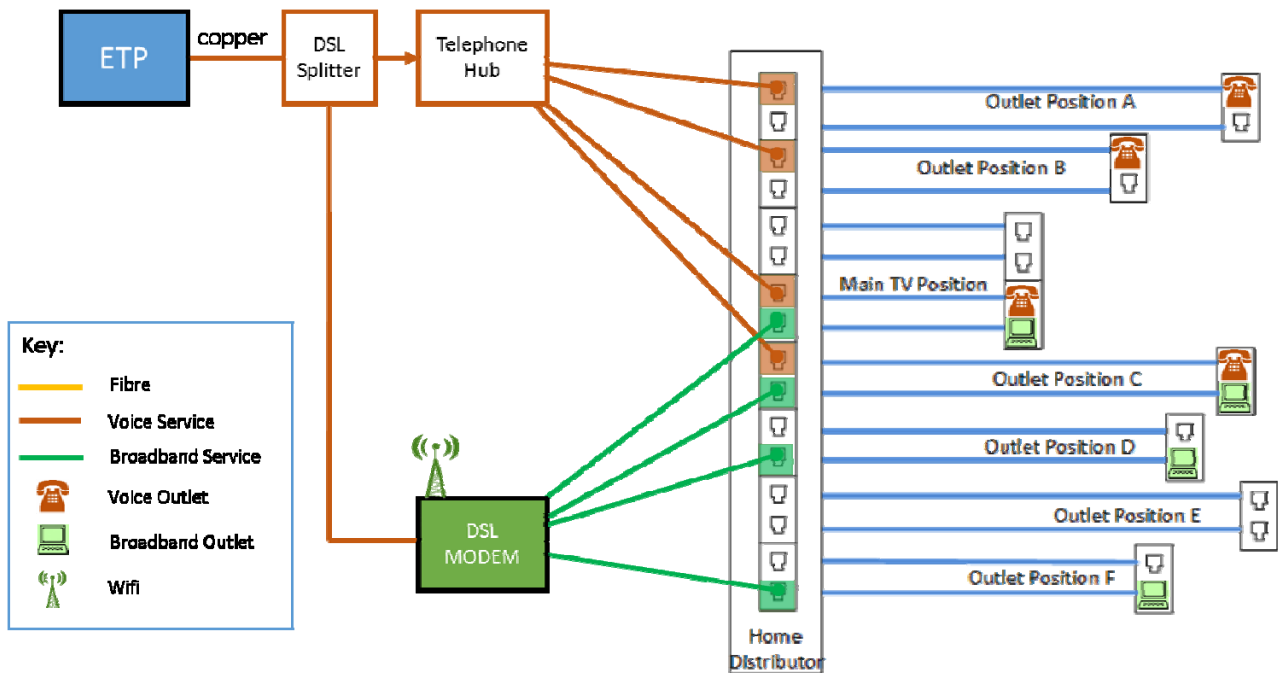 ETP
copper
DSL
Splitter
Telephone
Hub
Outlet Position A
Outlet Position B
Main TV Position
Outlet Position C
Outlet Position D
Outlet Position E
Outlet Position F
Key:
Fibre
Voice Service
Broadband Service
Voice Outlet
Broadband Outlet
Wifi
DSL
MODEM
Home
Distributor